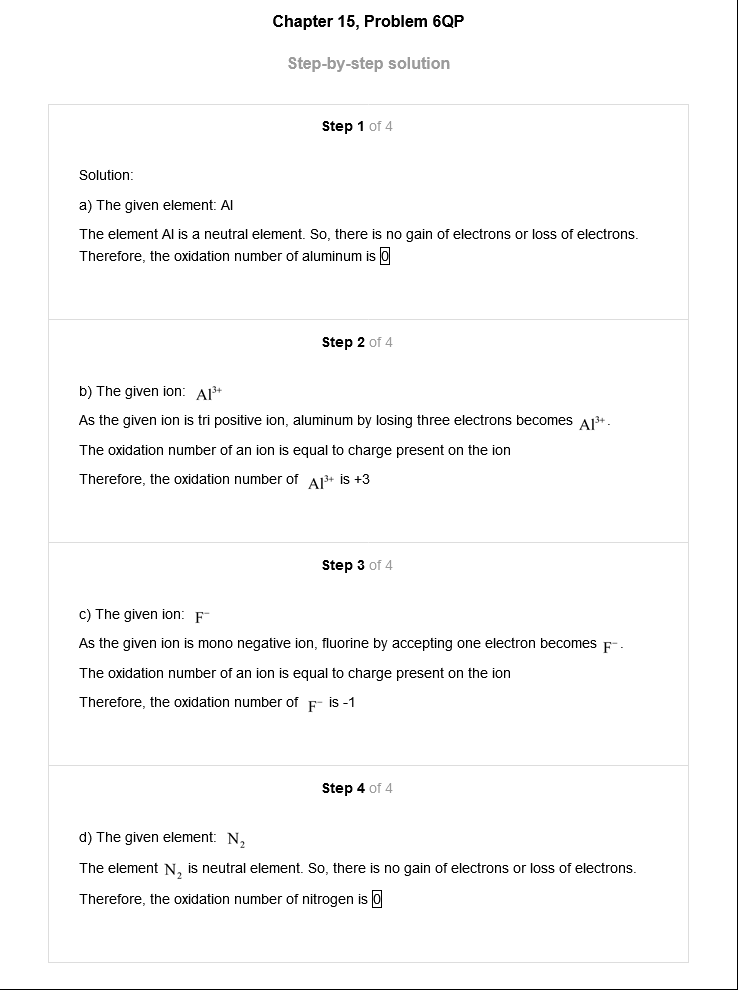 Chapter 15, Problem 6QP
Step-by-step solution
Step 1 of 4
Solution:
a) The given element: Al
The element Al is a neutral element. So, there is no gain of electrons or loss of electrons.
Therefore, the oxidation number of aluminum is 0
Step 2 of 4
b) The given ion: Al³⁺
As the given ion is tri positive ion, aluminum by losing three electrons becomes Al³⁺.
The oxidation number of an ion is equal to charge present on the ion
Therefore, the oxidation number of Al³⁺ is +3
Step 3 of 4
c) The given ion: F⁻
As the given ion is mono negative ion, fluorine by accepting one electron becomes F⁻.
The oxidation number of an ion is equal to charge present on the ion
Therefore, the oxidation number of F⁻ is -1
Step 4 of 4
d) The given element: N₂
The element N₂ is neutral element. So, there is no gain of electrons or loss of electrons.
Therefore, the oxidation number of nitrogen is 0